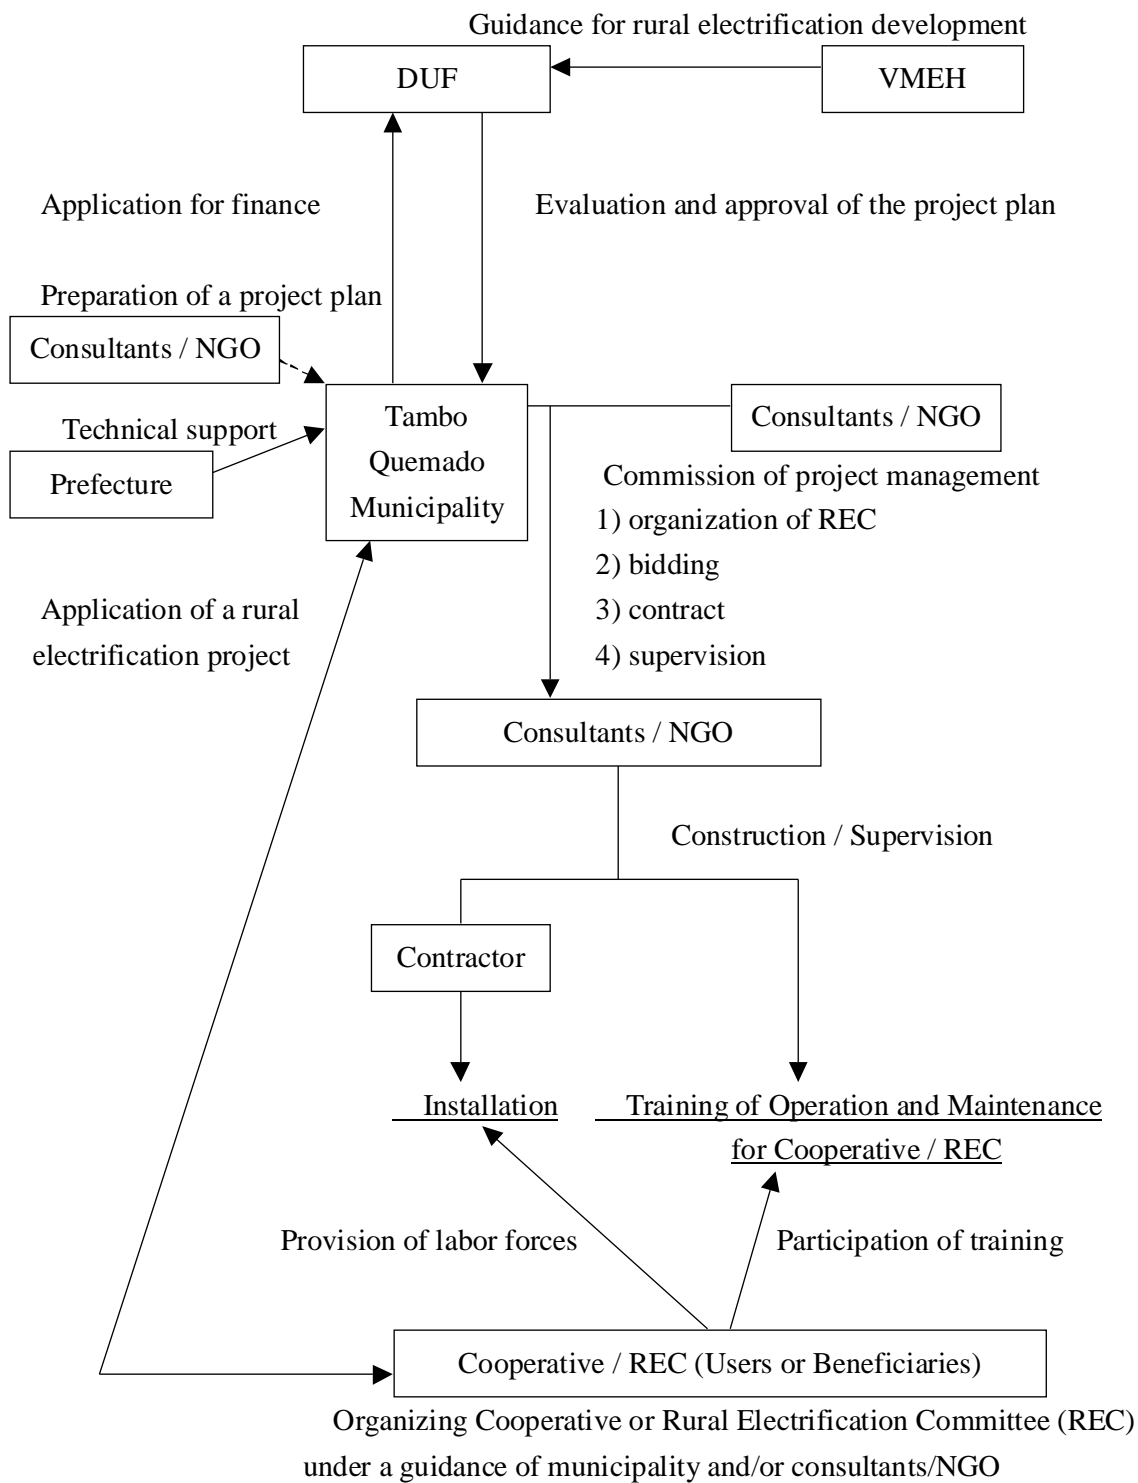 Guidance for rural electrification development
DUF
VMEH
Application for finance
Evaluation and approval of the project plan
Preparation of a project plan
Consultants / NGO
Technical support
Prefecture
Tambo
Quemado
Municipality
Consultants / NGO
Commission of project management
1) organization of REC
2) bidding
3) contract
4) supervision
Application of a rural
electrification project
Consultants / NGO
Construction / Supervision
Contractor
Installation
Training of Operation and Maintenance
for Cooperative / REC
Provision of labor forces
Participation of training
Cooperative / REC (Users or Beneficiaries)
Organizing Cooperative or Rural Electrification Committee (REC)
under a guidance of municipality and/or consultants/NGO